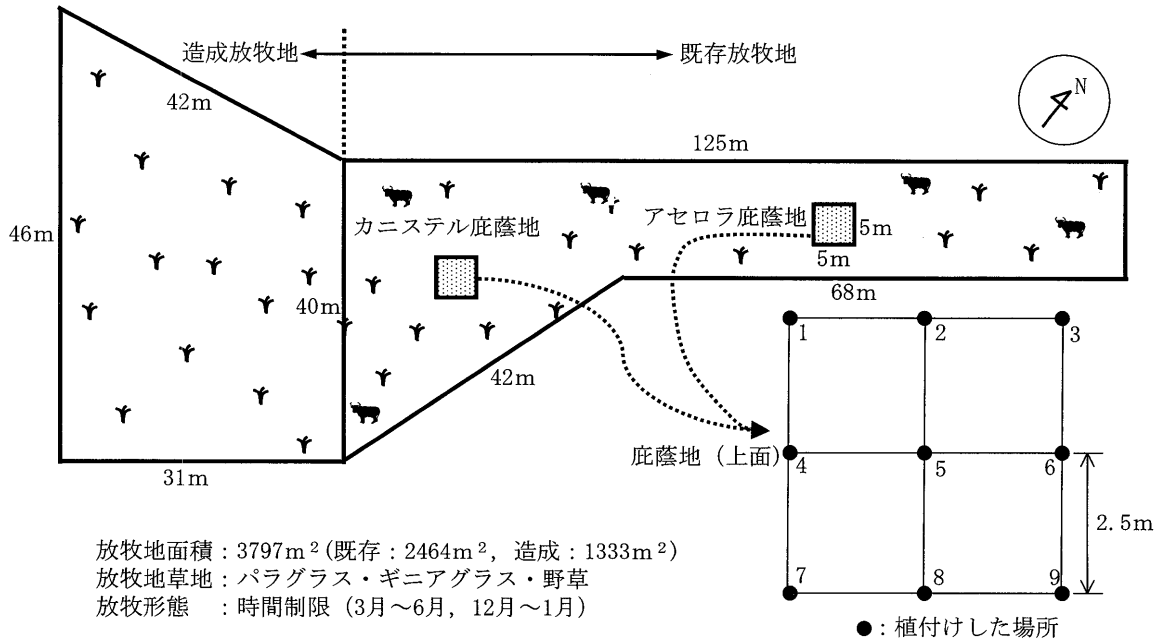 造成放牧地
既存放牧地
N
42m
125m
46m
カニステル庇蔭地
アセロラ庇蔭地
5m
5m
40m
68m
42m
31m
1
2
3
庇蔭地（上面）
4
5
6
2.5m
7
8
9
放牧地面積：3797m²(既存：2464m², 造成：1333m²)
放牧地草地：パラグラス・ギニアグラス・野草
放牧形態　：時間制限（3月～6月, 12月～1月）
●：植付けした場所